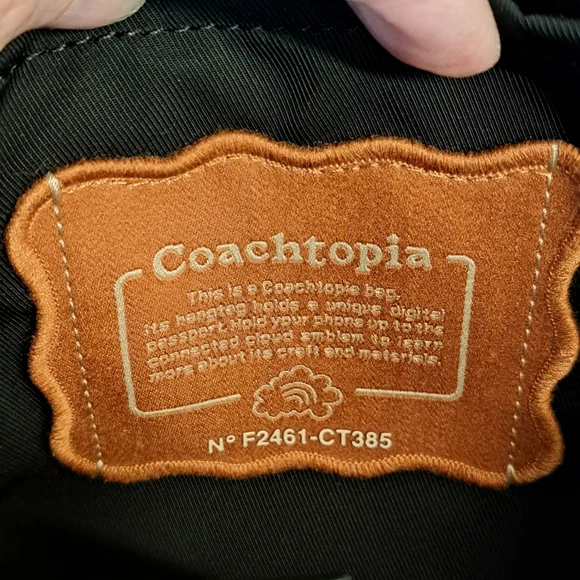 Coachtopia
This is a Coachtopia bag.
Its hangtag holds a unique digital
passport. Hold your phone up to the
connected cloud emblem to learn
more about its craft and materials.
Nº F2461-CT385